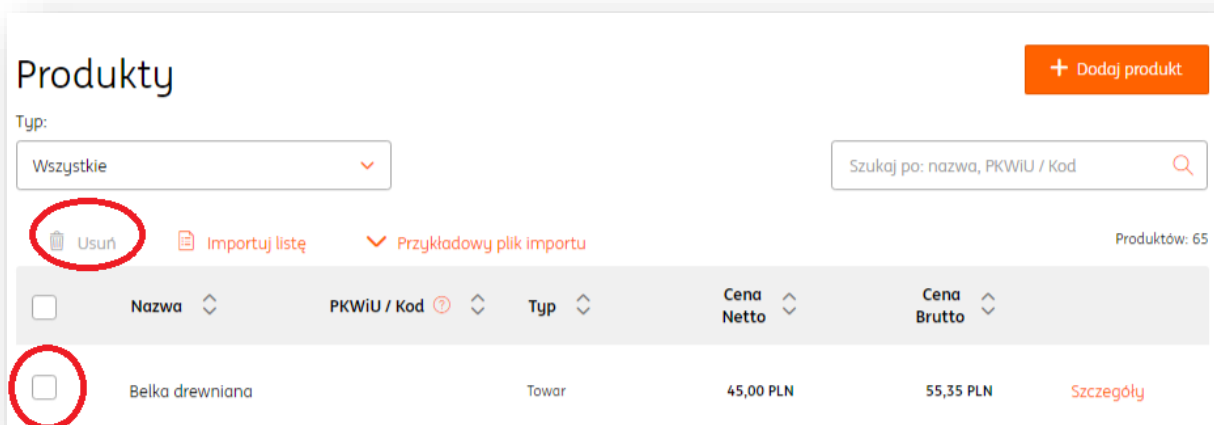 Produkty
+ Dodaj produkt
Typ:
Wszystkie
Szukaj po: nazwa, PKWiU / Kod
Usuń Importuj listę Przykładowy plik importu Produktów: 65
Nazwa PKWiU / Kod ? Typ Cena Netto Cena Brutto
Belka drewniana Towar 45,00 PLN 55,35 PLN Szczegóły